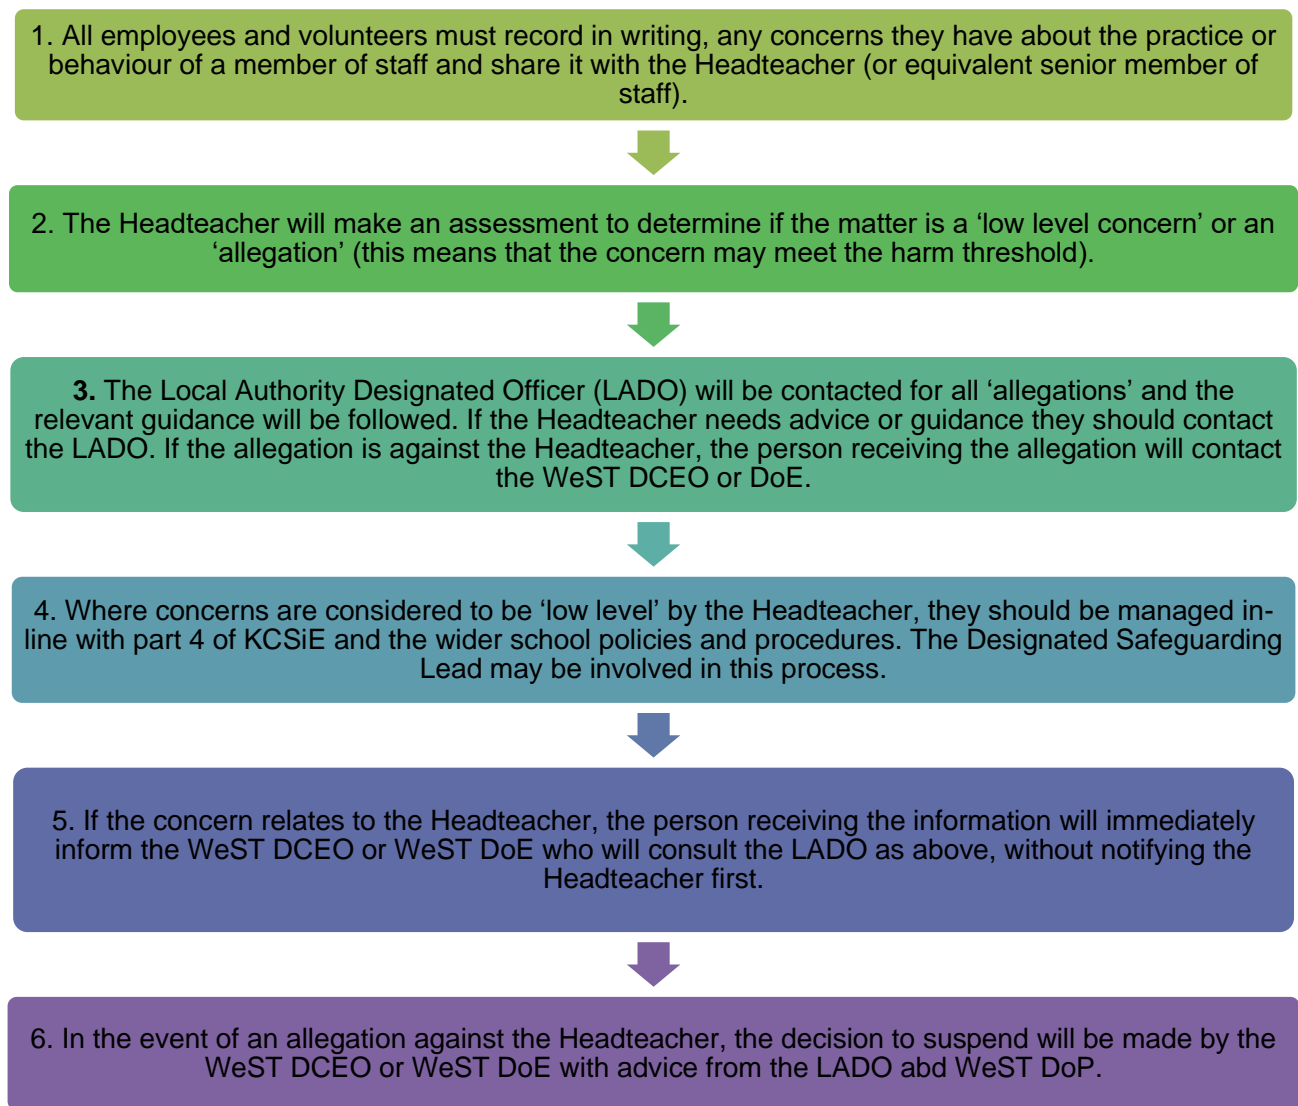 1. All employees and volunteers must record in writing, any concerns they have about the practice or
behaviour of a member of staff and share it with the Headteacher (or equivalent senior member of
staff).
2. The Headteacher will make an assessment to determine if the matter is a ‘low level concern’ or an
‘allegation’ (this means that the concern may meet the harm threshold).
3. The Local Authority Designated Officer (LADO) will be contacted for all ‘allegations’ and the
relevant guidance will be followed. If the Headteacher needs advice or guidance they should contact
the LADO. If the allegation is against the Headteacher, the person receiving the allegation will contact
the WeST DCEO or DoE.
4. Where concerns are considered to be ‘low level’ by the Headteacher, they should be managed in-
line with part 4 of KCSiE and the wider school policies and procedures. The Designated Safeguarding
Lead may be involved in this process.
5. If the concern relates to the Headteacher, the person receiving the information will immediately
inform the WeST DCEO or WeST DoE who will consult the LADO as above, without notifying the
Headteacher first.
6. In the event of an allegation against the Headteacher, the decision to suspend will be made by the
WeST DCEO or WeST DoE with advice from the LADO abd WeST DoP.